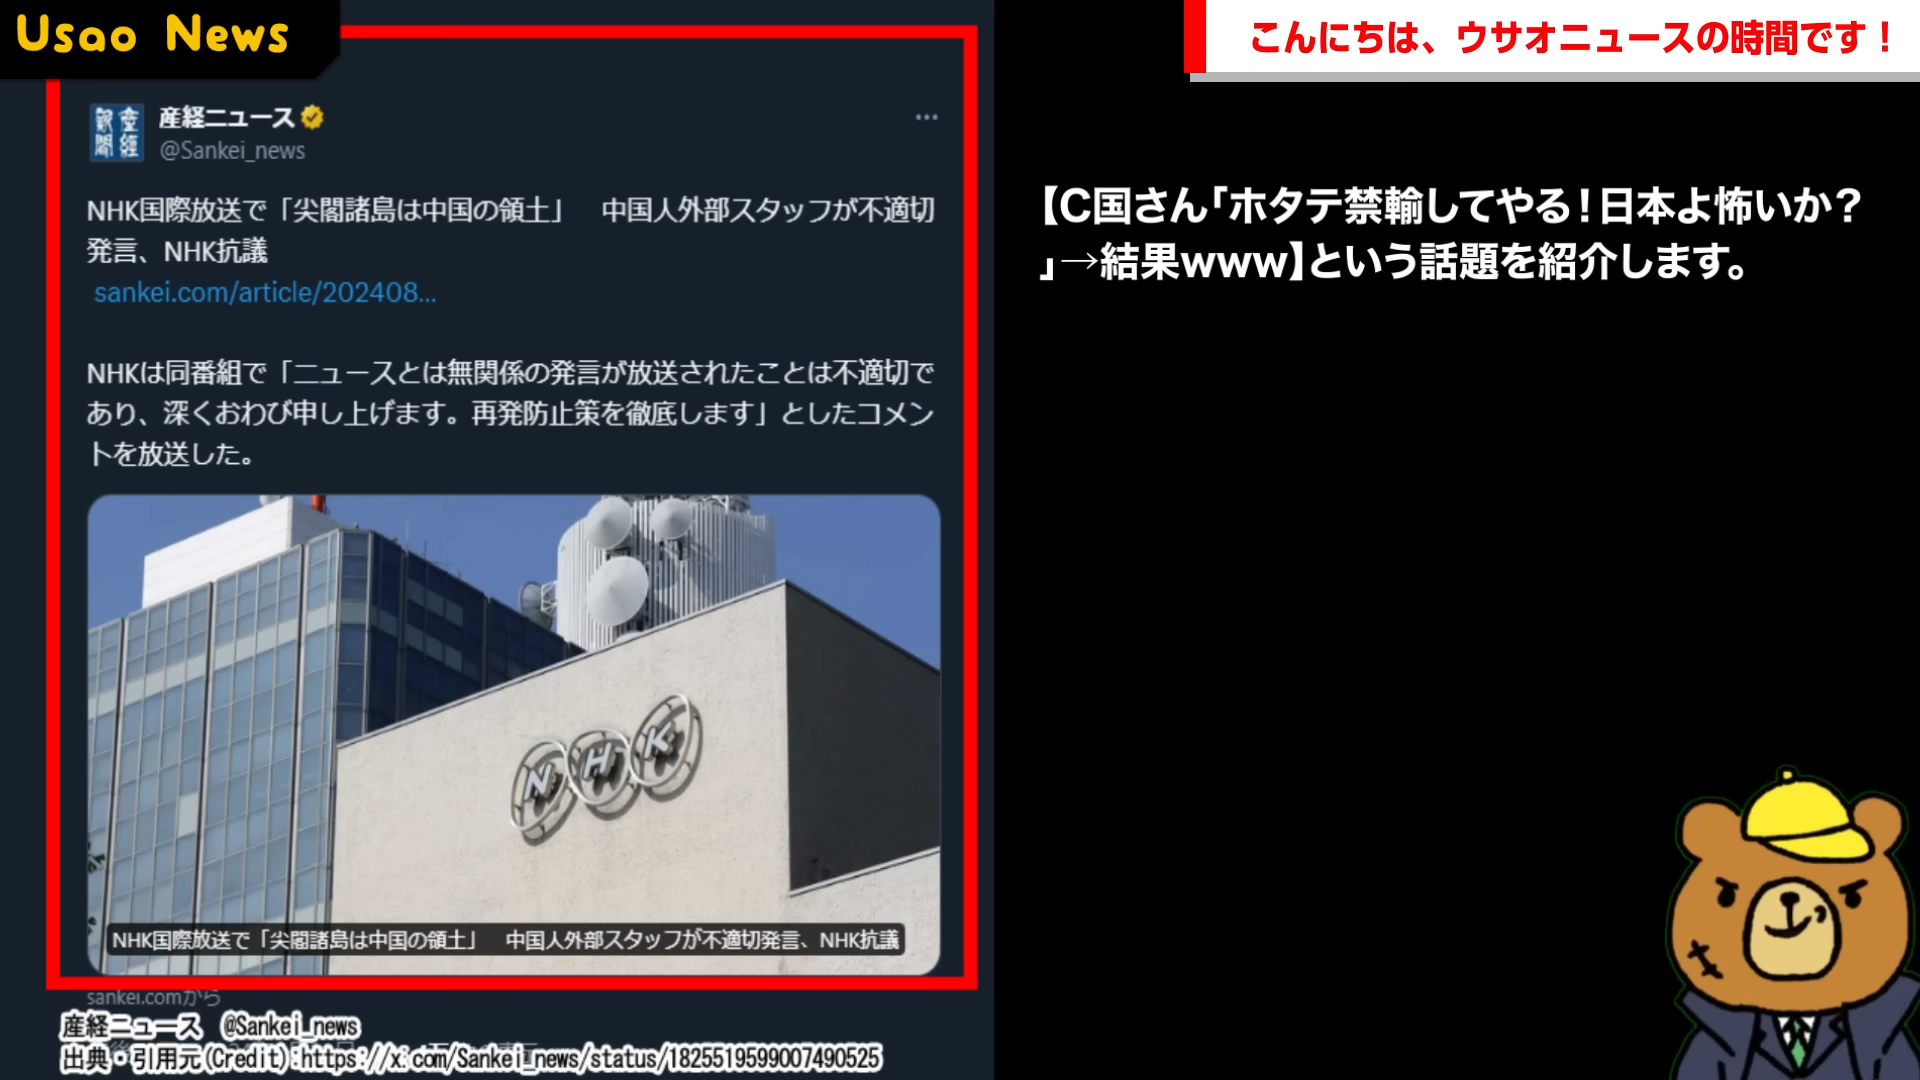 Usao News
こんにちは、ウサオニュースの時間です！
産経ニュース
@Sankei_news
NHK国際放送で「尖閣諸島は中国の領土」　中国人外部スタッフが不適切
発言、NHK抗議
sankei.com/article/202408…
NHKは同番組で「ニュースとは無関係の発言が放送されたことは不適切で
あり、深くおわび申し上げます。再発防止策を徹底します」としたコメン
トを放送した。
NHK
NHK国際放送で「尖閣諸島は中国の領土」　中国人外部スタッフが不適切発言、NHK抗議
sankei.comから
産経ニュース　@Sankei_news
出典・引用元(Credit):https://x.com/Sankei_news/status/1825519599007490525
【C国さん「ホタテ禁輸してやる！日本よ怖いか？
」→結果www】という話題を紹介します。